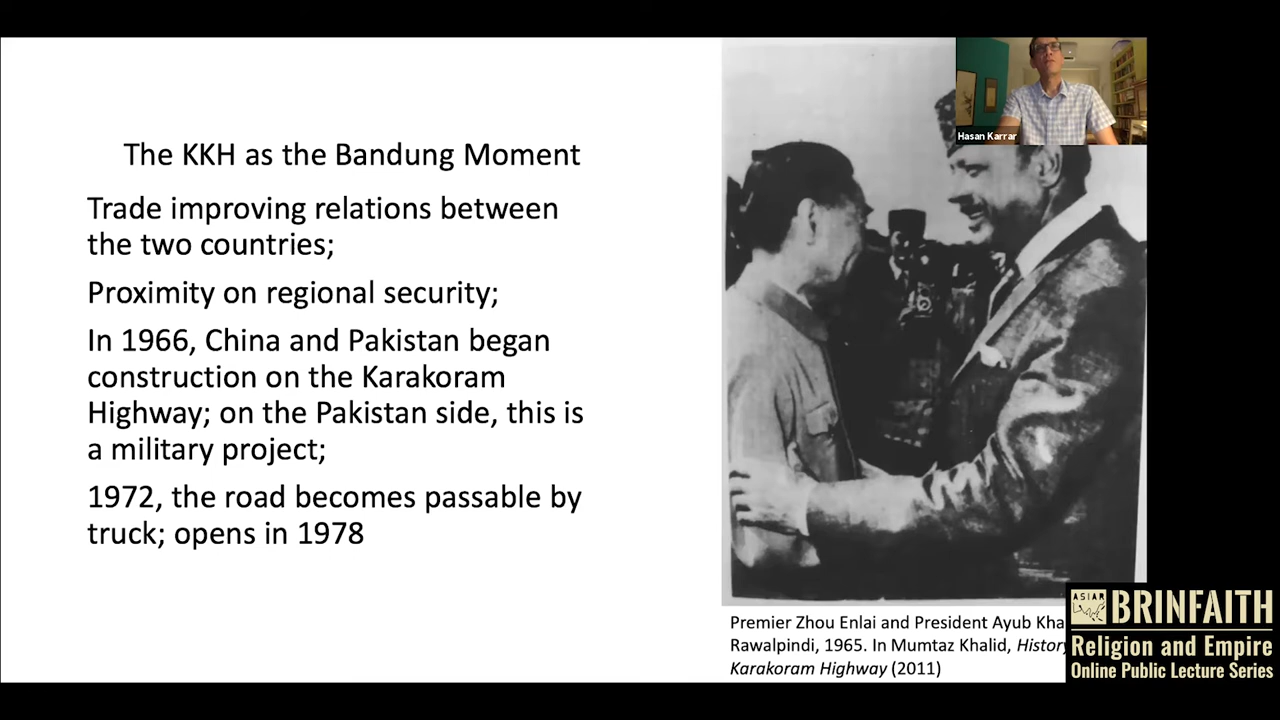 The KKH as the Bandung Moment
Trade improving relations between
the two countries;
Proximity on regional security;
In 1966, China and Pakistan began
construction on the Karakoram
Highway; on the Pakistan side, this is
a military project;
1972, the road becomes passable by
truck; opens in 1978
Hasan Karrar
Premier Zhou Enlai and President Ayub Kha
Rawalpindi, 1965. In Mumtaz Khalid, History
Karakoram Highway (2011)
ASIAR
BRINFAITH
Religion and Empire
Online Public Lecture Series